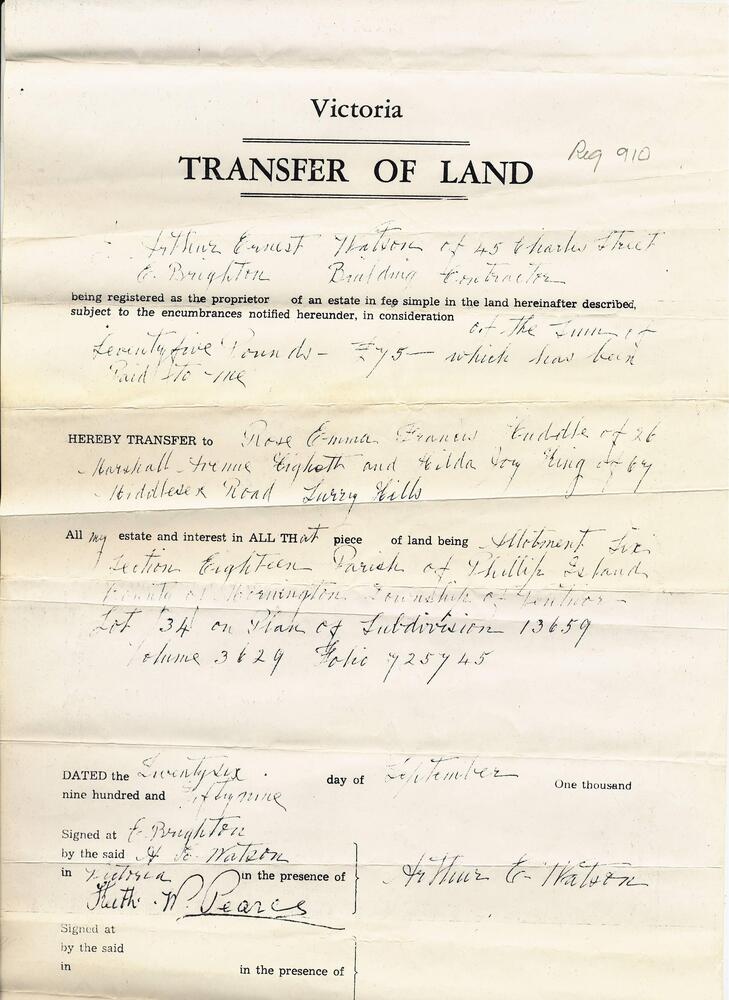 Victoria
TRANSFER OF LAND
Reg 910
Arthur Ernest Watson of 45 Charles Street
E. Brighton Building Contractor
being registered as the proprietor of an estate in fee simple in the land hereinafter described,
subject to the encumbrances notified hereunder, in consideration of the Sum of
Seventyfive Pounds - £75 - which has been
Paid to me
HEREBY TRANSFER to Rose Emma Francis Cuddle of 26
Marshall Avenue and Hilda Joy King of 67
Middlesex Road Surry Hills
All my estate and interest in ALL THat piece of land being Allotment Six
Section Eighteen Parish of Phillip Island
County of Mornington Township of Ventnor -
Lot 34 on Plan of Subdivision 13659
Volume 3629 Folio 725745
DATED the Twentysix day of September One thousand
nine hundred and Fiftynine
Signed at E. Brighton
by the said A E Watson
in Victoria in the presence of
Arthur E. Watson
Keith W. Pearce
Signed at
by the said
in in the presence of